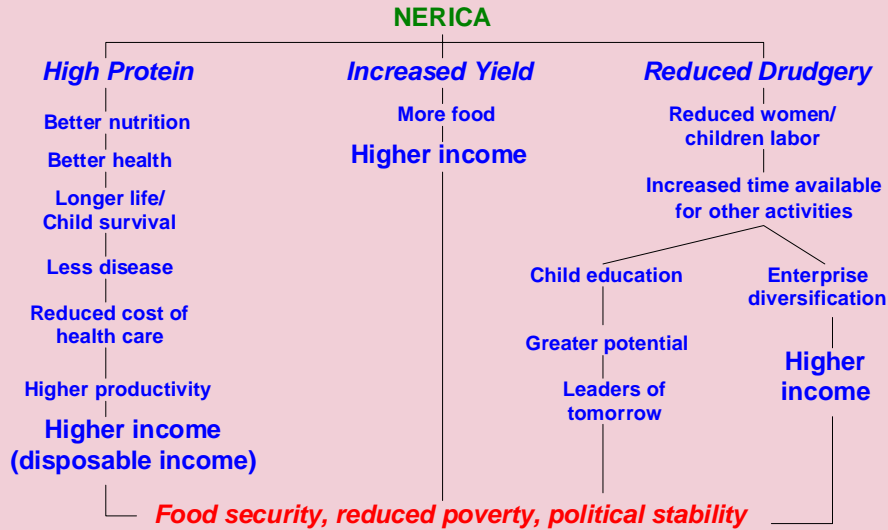 NERICA
High Protein
Better nutrition
Better health
Longer life/
Child survival
Less disease
Reduced cost of
health care
Higher productivity
Higher income
(disposable income)
Increased Yield
More food
Higher income
Reduced Drudgery
Reduced women/
children labor
Increased time available
for other activities
Child education
Greater potential
Leaders of
tomorrow
Enterprise
diversification
Higher
income
Food security, reduced poverty, political stability